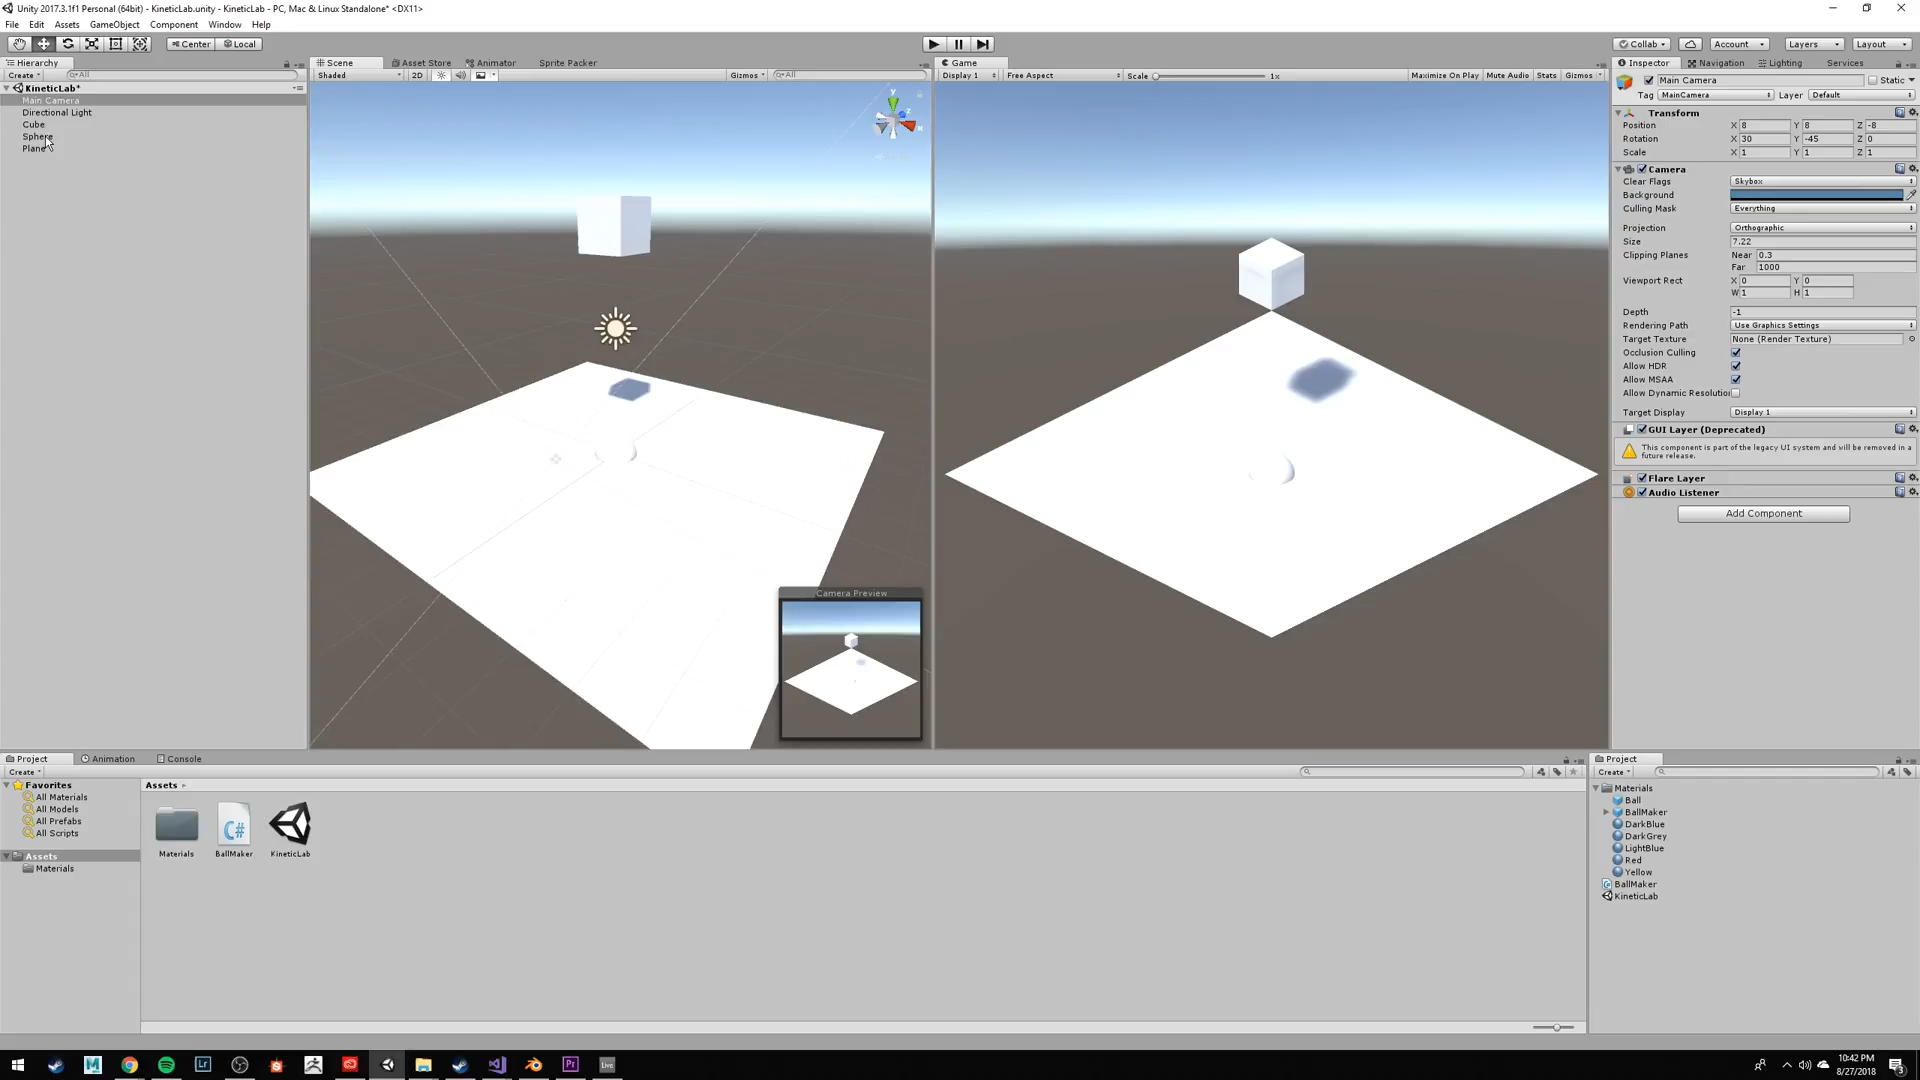 Unity 2017.3.1f1 Personal (64bit) - KineticLab.unity - KineticLab - PC, Mac & Linux Standalone* <DX11>
File Edit Assets GameObject Component Window Help
Center Local
Collab Account Layers Layout
Hierarchy
Create All
KineticLab*
Main Camera
Directional Light
Cube
Sphere
Plane
Scene Asset Store Animator Sprite Packer
Shaded 2D Gizmos All
y
Camera Preview
Game
Display 1 Free Aspect Scale 1x Maximize On Play Mute Audio Stats Gizmos
Inspector Navigation Lighting Services
Main Camera Static
Tag MainCamera Layer Default
Transform
Position X 8 Y 8 Z -8
Rotation X 30 Y -45 Z 0
Scale X 1 Y 1 Z 1
Camera
Clear Flags Skybox
Background
Culling Mask Everything
Projection Orthographic
Size 7.22
Clipping Planes Near 0.3
Far 1000
Viewport Rect X 0 Y 0
W 1 H 1
Depth -1
Rendering Path Use Graphics Settings
Target Texture None (Render Texture)
Occlusion Culling
Allow HDR
Allow MSAA
Allow Dynamic Resolutio
Target Display Display 1
GUI Layer (Deprecated)
This component is part of the legacy UI system and will be removed in a
future release.
Flare Layer
Audio Listener
Add Component
Project Animation Console
Create
Favorites
All Materials
All Models
All Prefabs
All Scripts
Assets
Materials
Assets
Materials
C#
BallMaker
KineticLab
Project
Create
Materials
Ball
BallMaker
DarkBlue
DarkGrey
LightBlue
Red
Yellow
BallMaker
KineticLab
M
Lr
Pr
Live
10:42 PM
8/27/2018
3